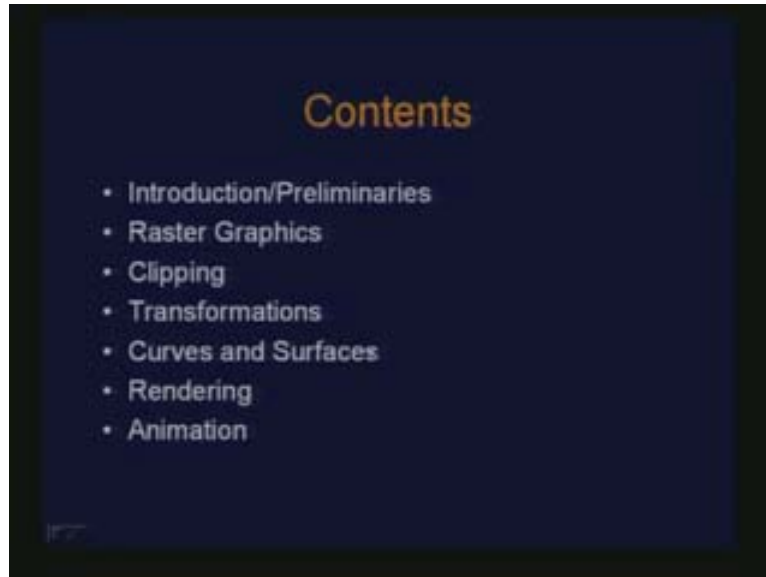 Contents
• Introduction/Preliminaries
• Raster Graphics
• Clipping
• Transformations
• Curves and Surfaces
• Rendering
• Animation